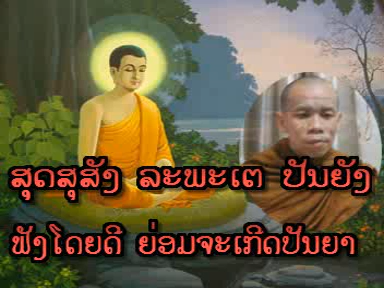 ສຸດສຸສັງ ລະພະເຕ ປັນຍັງ
ຟັງໂດຍດີ ຍ່ອມຈະເກີດປັນຍາ